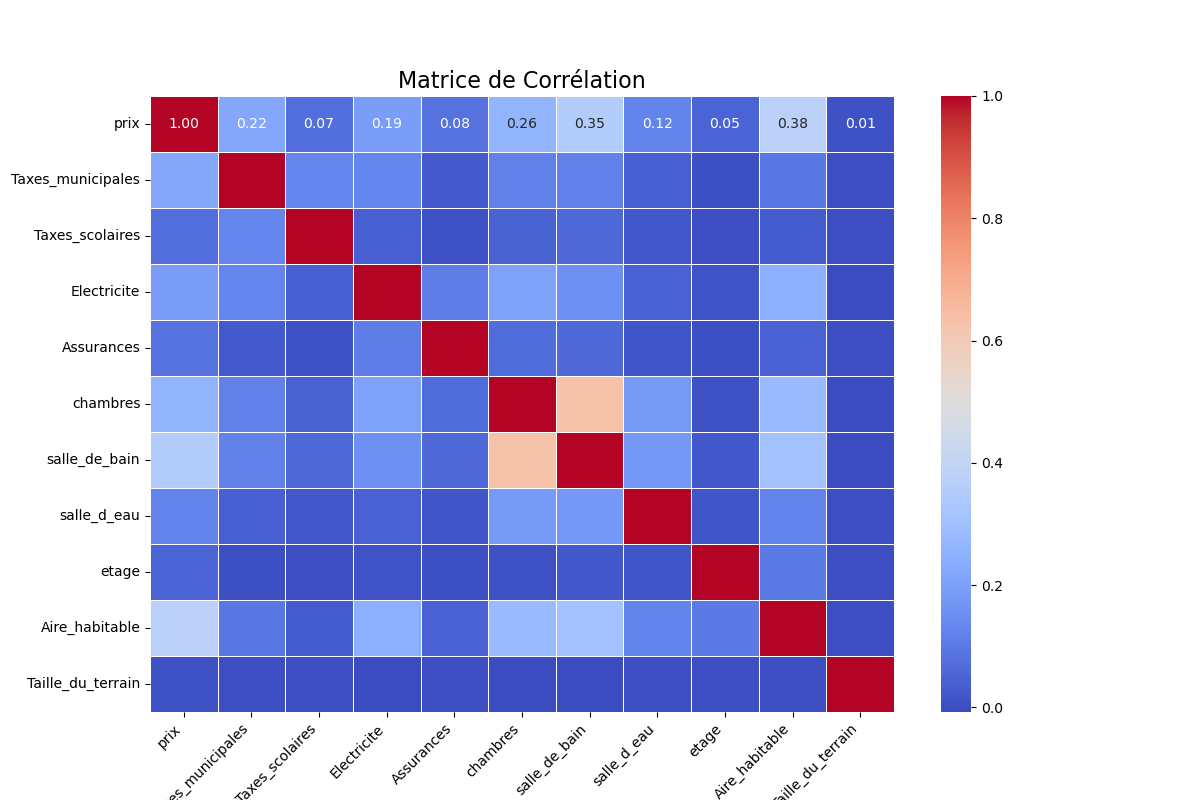 Matrice de Corrélation
prix 1.00 0.22 0.07 0.19 0.08 0.26 0.35 0.12 0.05 0.38 0.01
Taxes_municipales
Taxes_scolaires
Electricite
Assurances
chambres
salle_de_bain
salle_d_eau
etage
Aire_habitable
Taille_du_terrain
prix
es_municipales
Taxes_scolaires
Electricite
Assurances
chambres
salle_de_bain
salle_d_eau
etage
Aire_habitable
aille_du_terrain
1.0
0.8
0.6
0.4
0.2
0.0